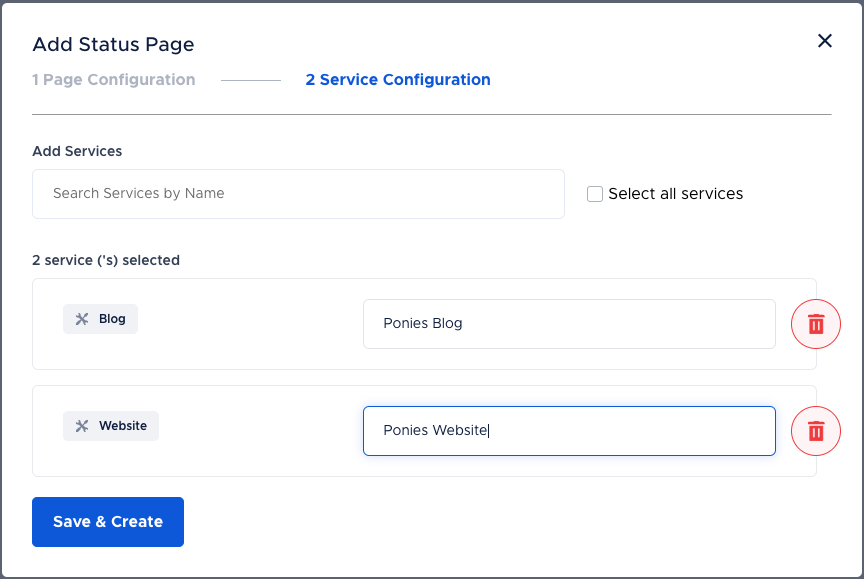 Add Status Page
1 Page Configuration 2 Service Configuration
Add Services
Search Services by Name
Select all services
2 service ('s) selected
Blog Ponies Blog
Website Ponies Website
Save & Create